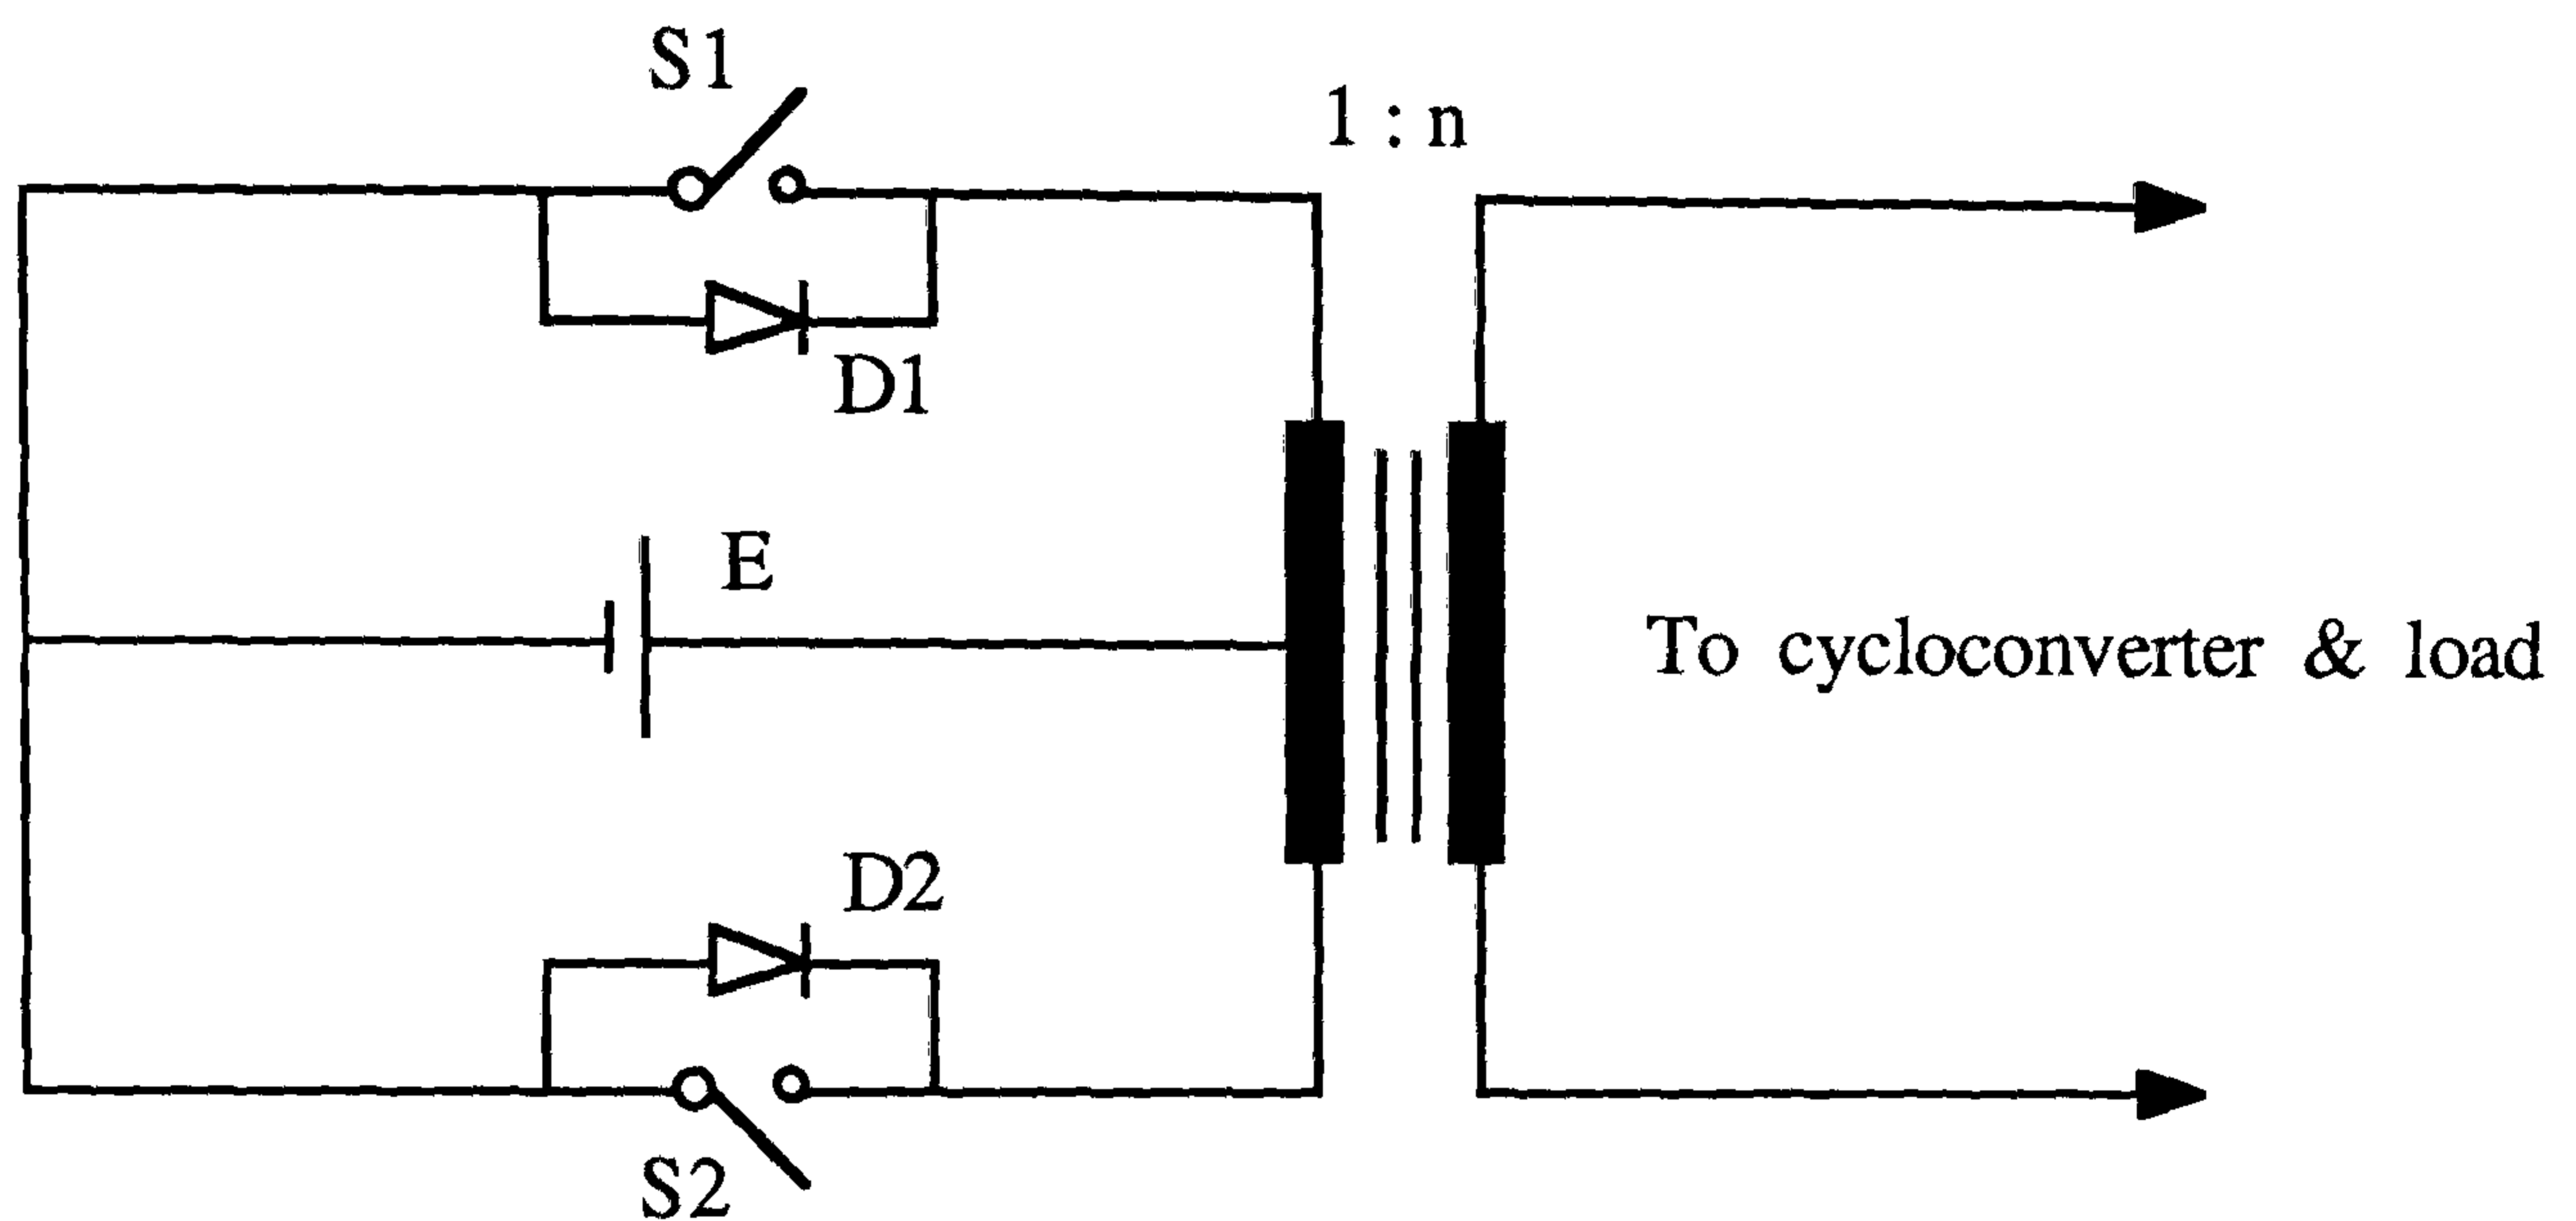 S1
1 : n
D1
E
To cycloconverter & load
D2
S2